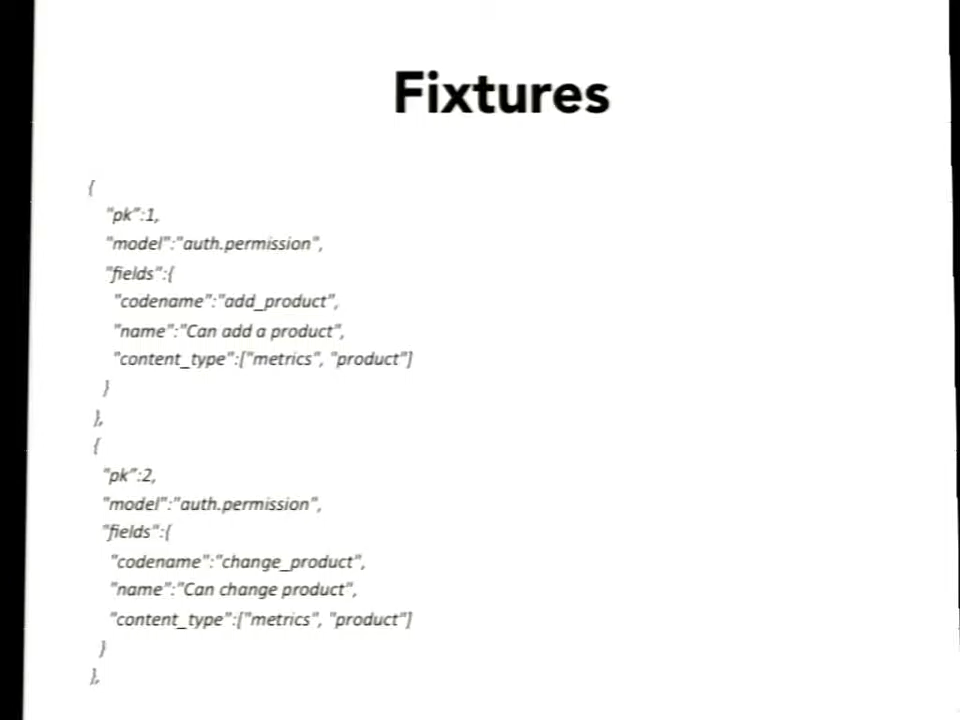 Fixtures
{
"pk":1,
"model":"auth.permission",
"fields":{
"codename":"add_product",
"name":"Can add a product",
"content_type":["metrics", "product"]
}
},
{
"pk":2,
"model":"auth.permission",
"fields":{
"codename":"change_product",
"name":"Can change product",
"content_type":["metrics", "product"]
}
},